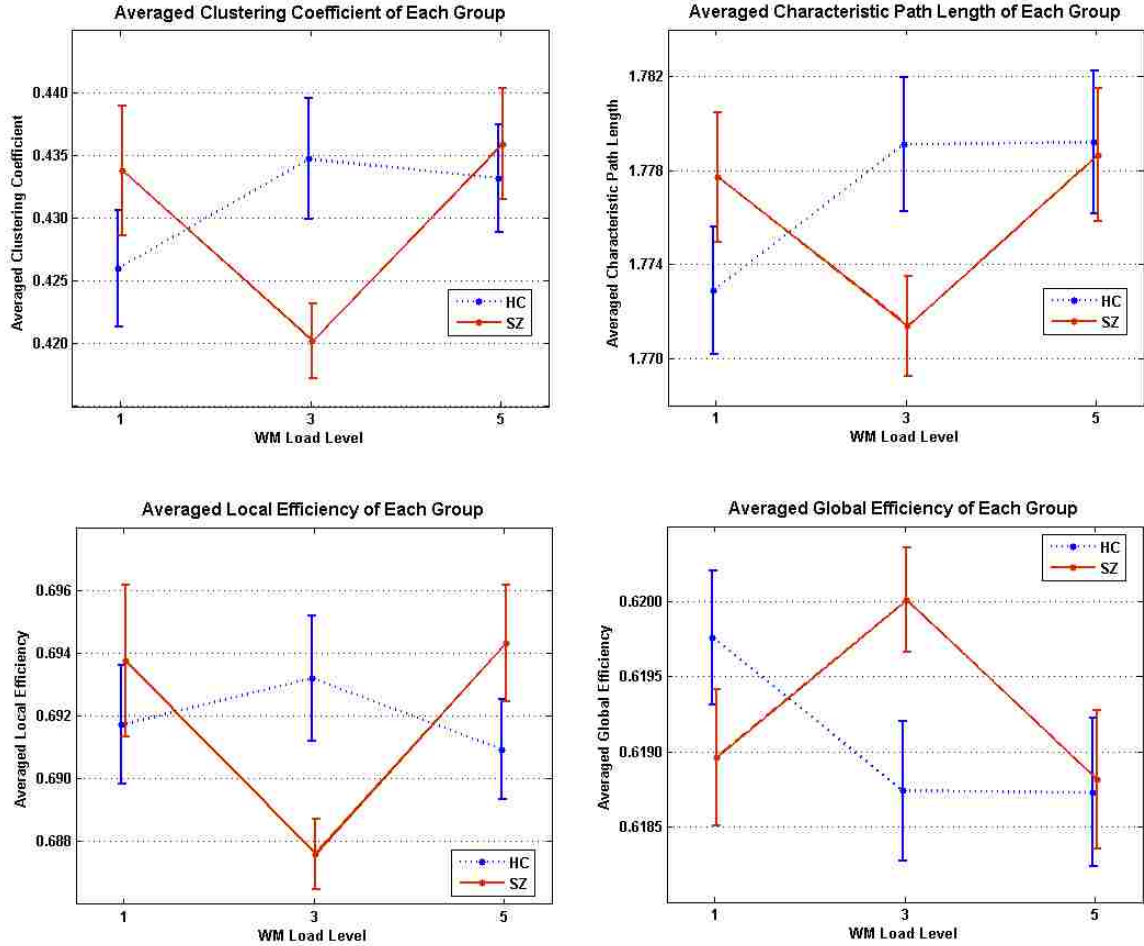 Averaged Clustering Coefficient of Each Group
Averaged Clustering Coefficient
0.440
0.435
0.430
0.425
0.420
HC
SZ
1 3 5
WM Load Level
Averaged Characteristic Path Length of Each Group
Averaged Characteristic Path Length
1.782
1.778
1.774
1.770
HC
SZ
1 3 5
WM Load Level
Averaged Local Efficiency of Each Group
Averaged Local Efficiency
0.696
0.694
0.692
0.690
0.688
HC
SZ
1 3 5
WM Load Level
Averaged Global Efficiency of Each Group
Averaged Global Efficiency
0.6200
0.6195
0.6190
0.6185
HC
SZ
1 3 5
WM Load Level